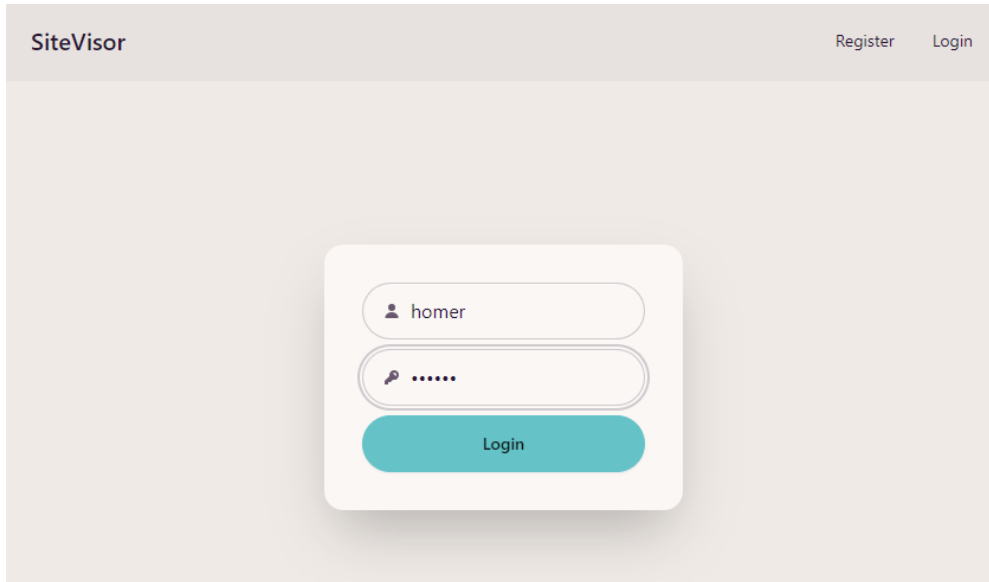 SiteVisor
Register Login
homer
••••••
Login